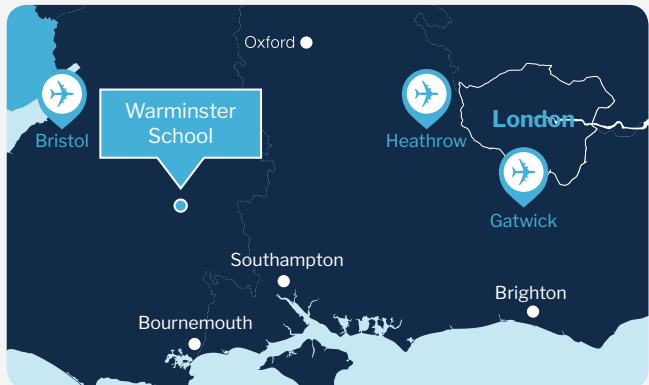 Oxford
Bristol
Warminster
School
Heathrow
London
Gatwick
Southampton
Brighton
Bournemouth